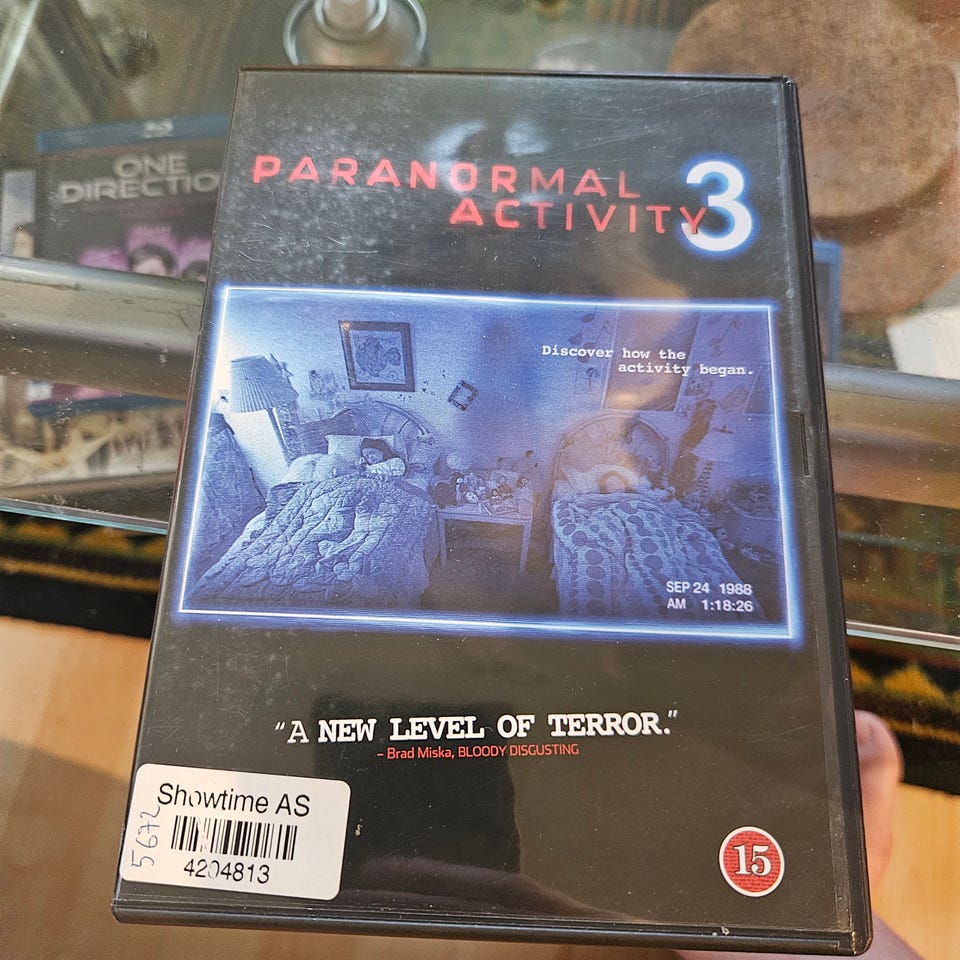 ONE
DIRECTIO
PARANORMAL
ACTIVITY 3
Discover how the
activity began.
SEP 24 1988
AM 1:18:26
“A NEW LEVEL OF TERROR.”
– Brad Miska, BLOODY DISGUSTING
Showtime AS
5672
4204813
15